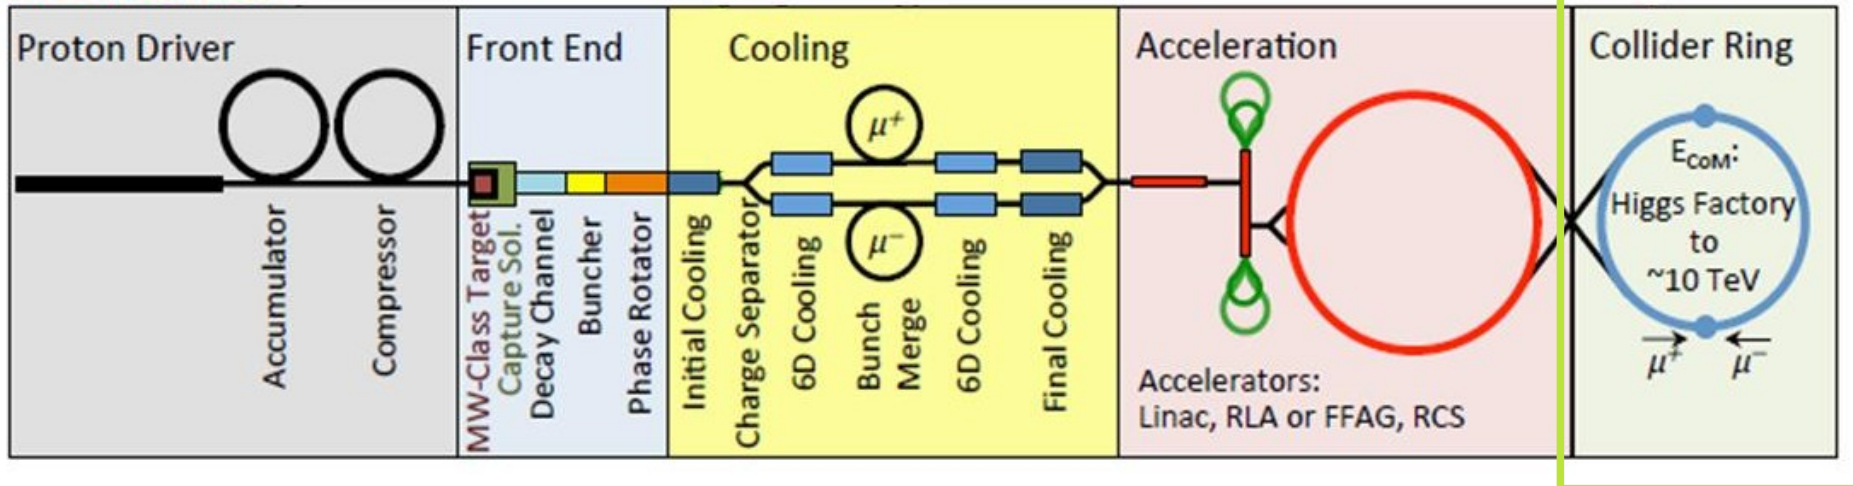 Proton Driver
Accumulator
Compressor
Front End
MW-Class Target
Capture Sol.
Decay Channel
Buncher
Phase Rotator
Cooling
Initial Cooling
Charge Separator
6D Cooling
μ+
μ−
Bunch
Merge
6D Cooling
Final Cooling
Acceleration
Accelerators:
Linac, RLA or FFAG, RCS
Collider Ring
ECoM:
Higgs Factory
to
~10 TeV
μ+ μ−